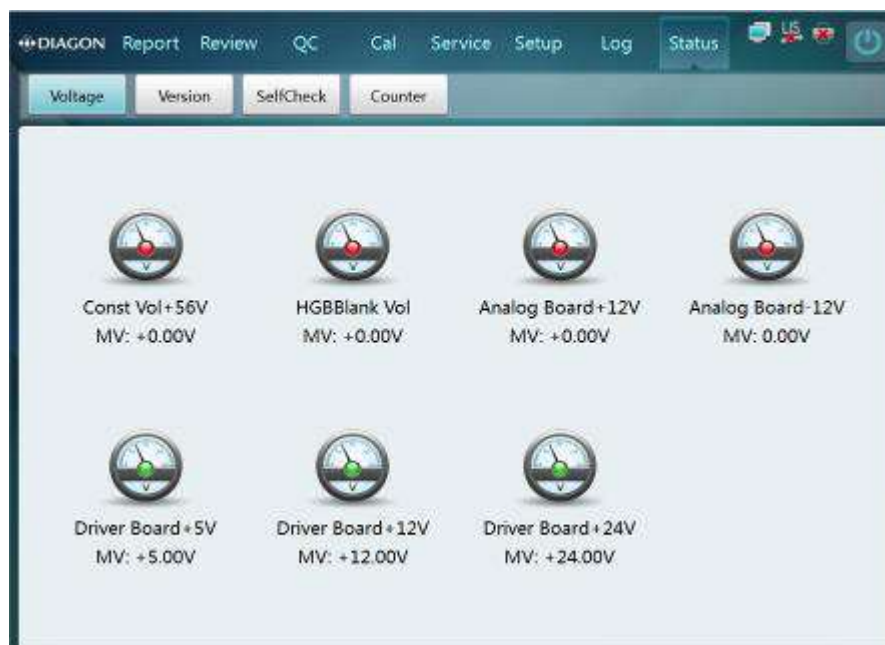 DIAGON Report Review QC Cal Service Setup Log Status LIS
Voltage Version SelfCheck Counter
V V V V
Const Vol+56V HGBBlank Vol Analog Board+12V Analog Board-12V
MV: +0.00V MV: +0.00V MV: +0.00V MV: 0.00V
V V V
Driver Board+5V Driver Board+12V Driver Board+24V
MV: +5.00V MV: +12.00V MV: +24.00V